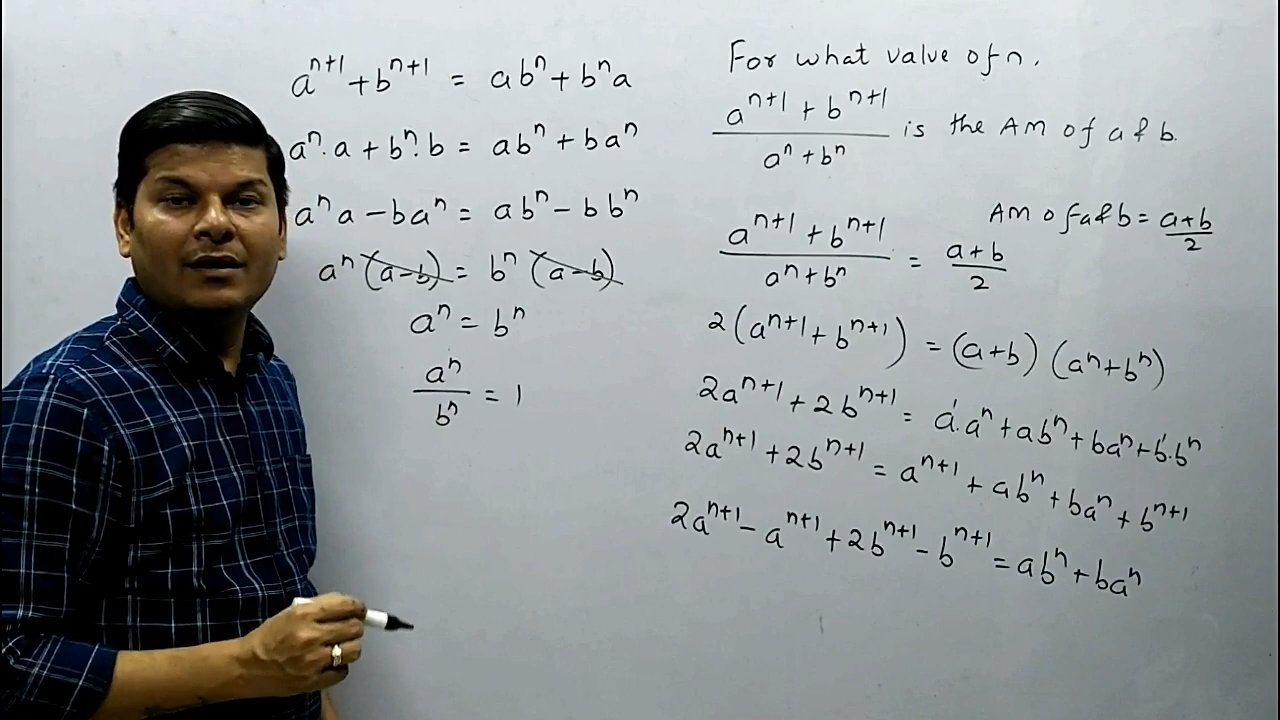 For what value of n,
a^{n+1} + b^{n+1} / a^n + b^n is the AM of a & b.
AM of a & b = a+b / 2
a^{n+1} + b^{n+1} / a^n + b^n = a+b / 2
2(a^{n+1} + b^{n+1}) = (a+b) (a^n + b^n)
2a^{n+1} + 2b^{n+1} = a^1. a^n + ab^n + ba^n + b^1. b^n
2a^{n+1} + 2b^{n+1} = a^{n+1} + ab^n + ba^n + b^{n+1}
2a^{n+1} - a^{n+1} + 2b^{n+1} - b^{n+1} = ab^n + ba^n
a^{n+1} + b^{n+1} = ab^n + b^n a
a^n. a + b^n. b = ab^n + ba^n
a^n a - ba^n = ab^n - bb^n
a^n (a-b) = b^n (a-b)
a^n = b^n
a^n / b^n = 1